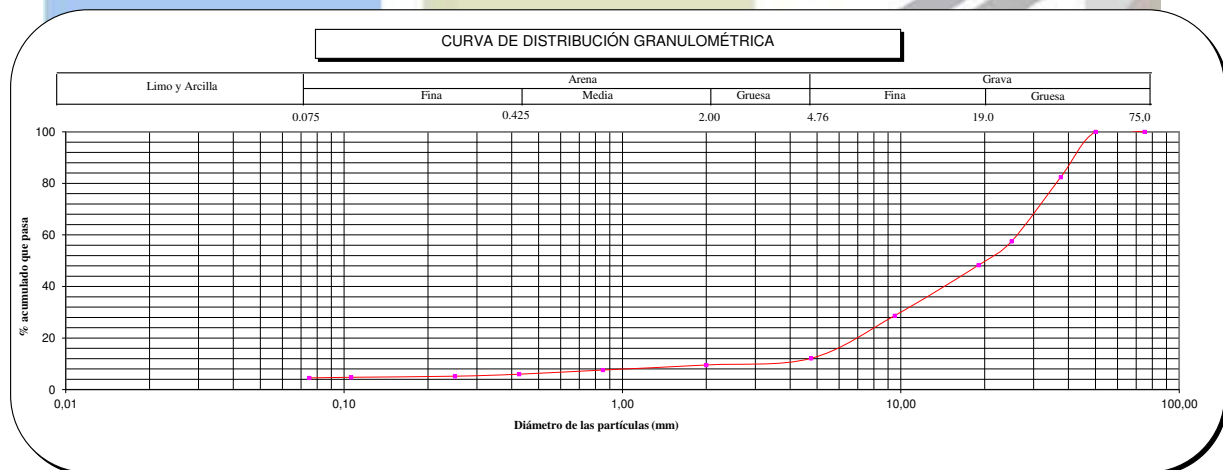 CURVA DE DISTRIBUCIÓN GRANULOMÉTRICA
Limo y Arcilla Arena Grava
Fina Media Gruesa Fina Gruesa
0.075 0.425 2.00 4.76 19.0 75,0
100
80
60
40
20
0
% acumulado que pasa
0,01 0,10 1,00 10,00 100,00
Diámetro de las partículas (mm)